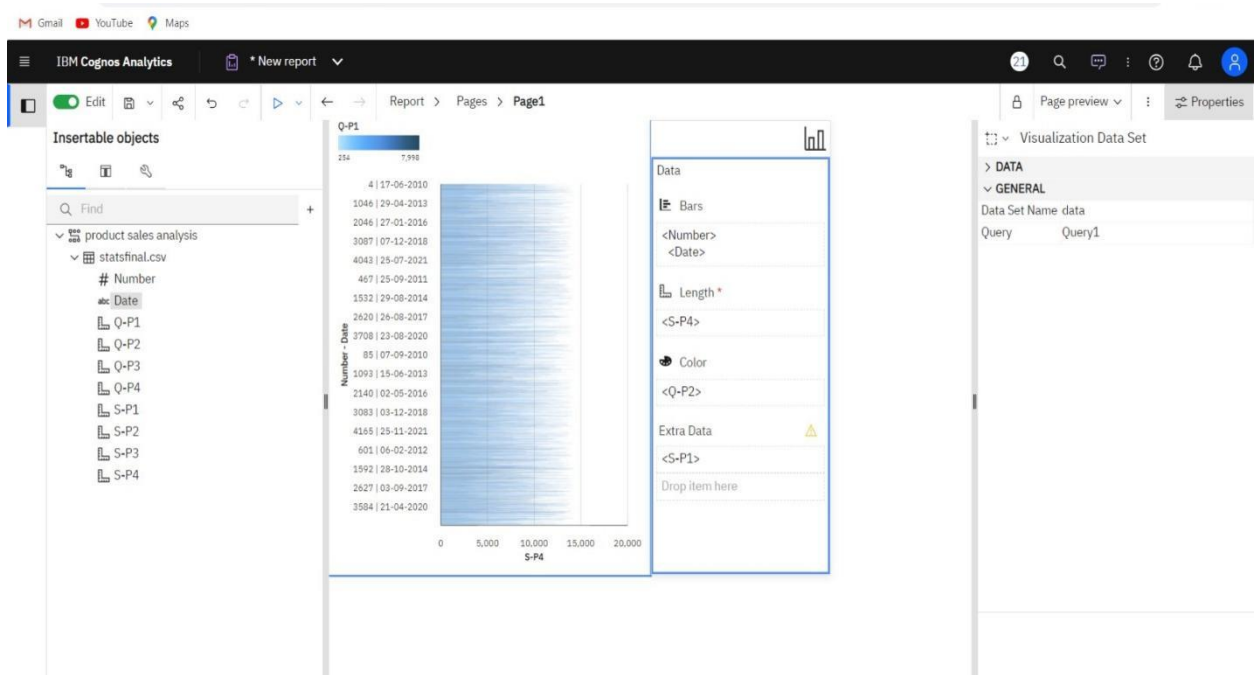 Gmail YouTube Maps
IBM Cognos Analytics * New report 21
Edit Report > Pages > Page1 Page preview Properties
Insertable objects
Find +
product sales analysis
statsfinal.csv
# Number
abc Date
Q-P1
Q-P2
Q-P3
Q-P4
S-P1
S-P2
S-P3
S-P4
Q-P1
254 7,998
4 | 17-06-2010
1046 | 29-04-2013
2046 | 27-01-2016
3087 | 07-12-2018
4043 | 25-07-2021
467 | 25-09-2011
1532 | 29-08-2014
2620 | 26-08-2017
3708 | 23-08-2020
85 | 07-09-2010
1093 | 15-06-2013
2140 | 02-05-2016
3083 | 03-12-2018
4165 | 25-11-2021
601 | 06-02-2012
1592 | 28-10-2014
2627 | 03-09-2017
3584 | 21-04-2020
Number - Date
0 5,000 10,000 15,000 20,000
S-P4
Data
Bars
<Number>
<Date>
Length *
<S-P4>
Color
<Q-P2>
Extra Data
<S-P1>
Drop item here
Visualization Data Set
> DATA
GENERAL
Data Set Name data
Query Query1